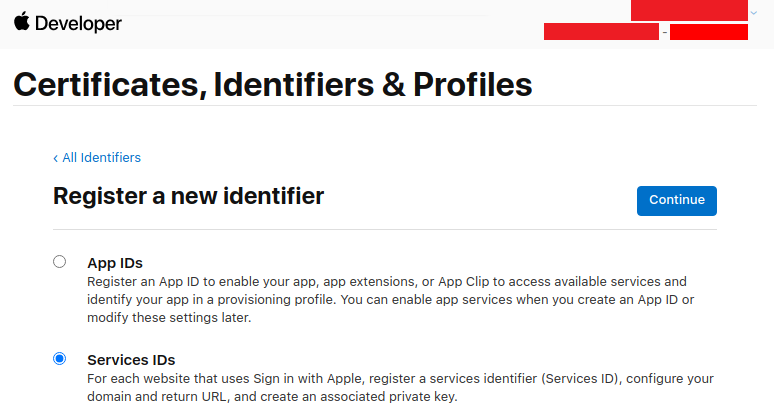 Developer
-
Certificates, Identifiers & Profiles
‹ All Identifiers
Register a new identifier
Continue
App IDs
Register an App ID to enable your app, app extensions, or App Clip to access available services and
identify your app in a provisioning profile. You can enable app services when you create an App ID or
modify these settings later.
Services IDs
For each website that uses Sign in with Apple, register a services identifier (Services ID), configure your
domain and return URL, and create an associated private key.